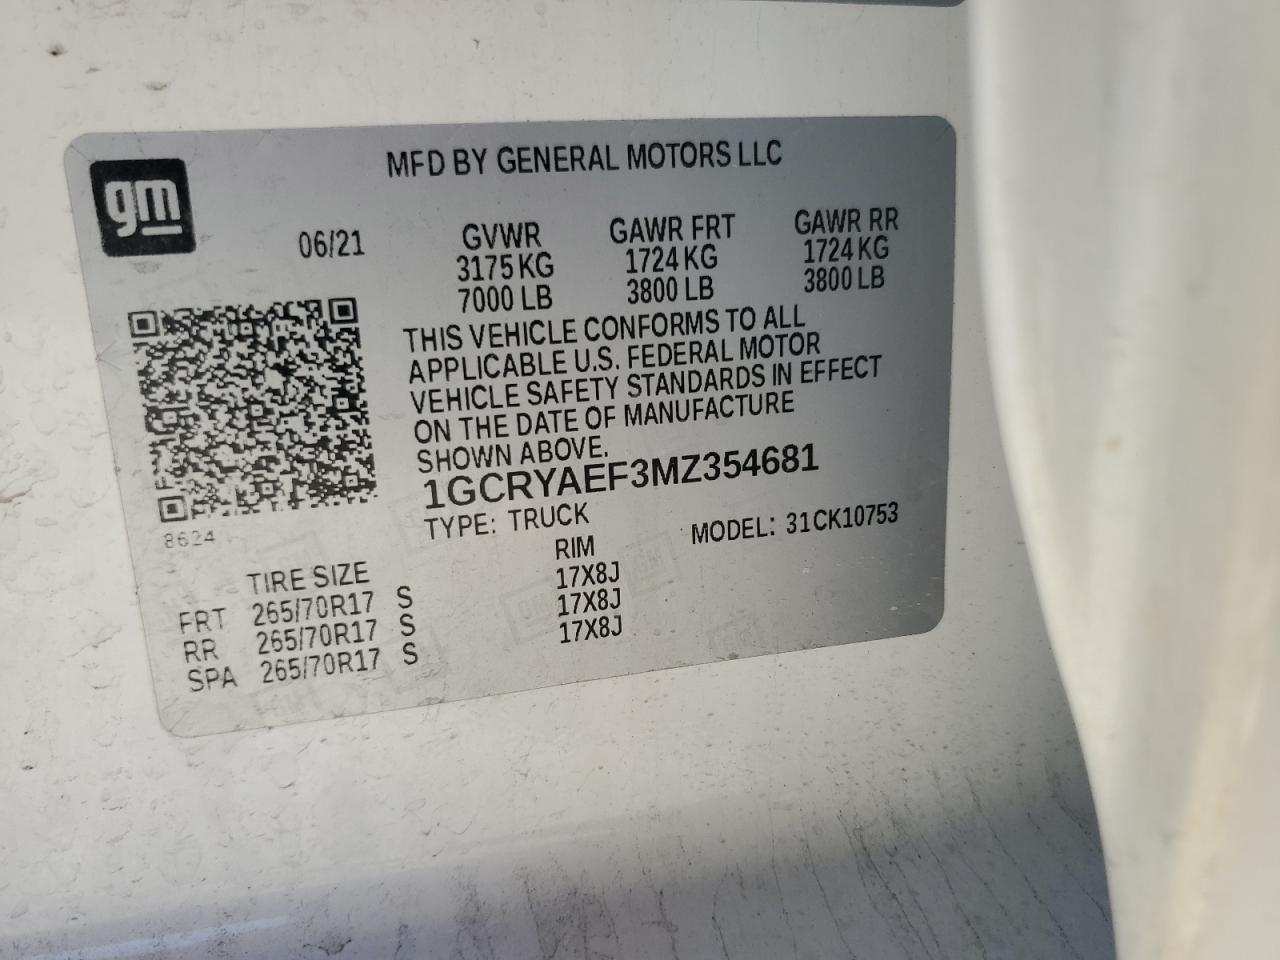 MFD BY GENERAL MOTORS LLC
gm
06/21
GVWR GAWR FRT GAWR RR
3175 KG 1724 KG 1724 KG
7000 LB 3800 LB 3800 LB
THIS VEHICLE CONFORMS TO ALL
APPLICABLE U.S. FEDERAL MOTOR
VEHICLE SAFETY STANDARDS IN EFFECT
ON THE DATE OF MANUFACTURE
SHOWN ABOVE.
1GCRYAEF3MZ354681
8624
TYPE: TRUCK MODEL: 31CK10753
TIRE SIZE RIM
FRT 265/70R17 S 17X8J
RR 265/70R17 S 17X8J
SPA 265/70R17 S 17X8J